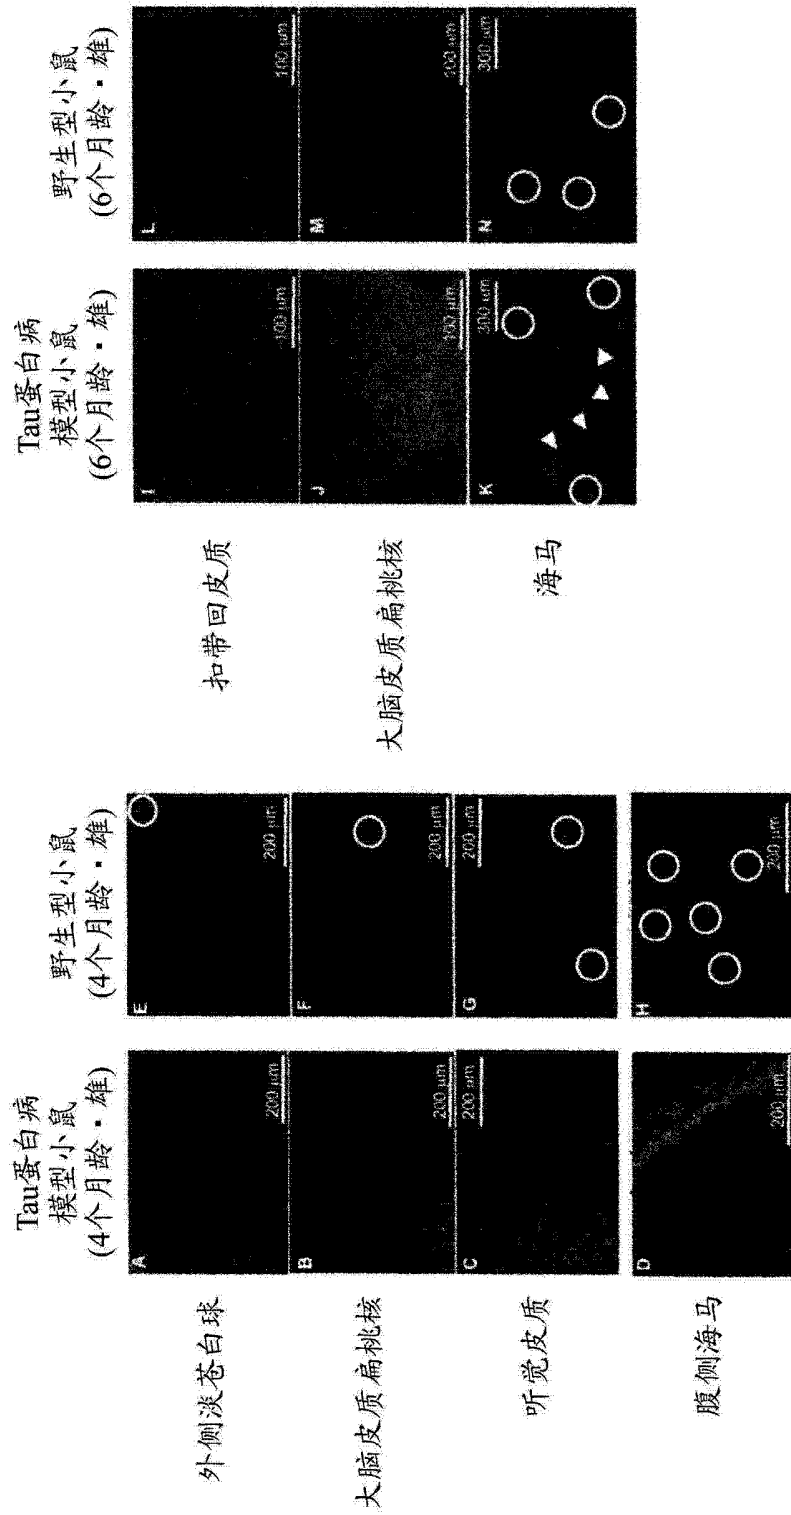 Tau蛋白病
模型小鼠
(4个月龄・雄)
野生型小鼠
(4个月龄・雄)
外侧淡苍白球
A
200 μm
E
200 μm
大脑皮质扁桃核
B
200 μm
F
200 μm
听觉皮质
C
200 μm
G
200 μm
腹侧海马
D
200 μm
H
200 μm
Tau蛋白病
模型小鼠
(6个月龄・雄)
野生型小鼠
(6个月龄・雄)
扣带回皮质
I
100 μm
L
100 μm
大脑皮质扁桃核
J
100 μm
M
100 μm
海马
K
300 μm
N
300 μm